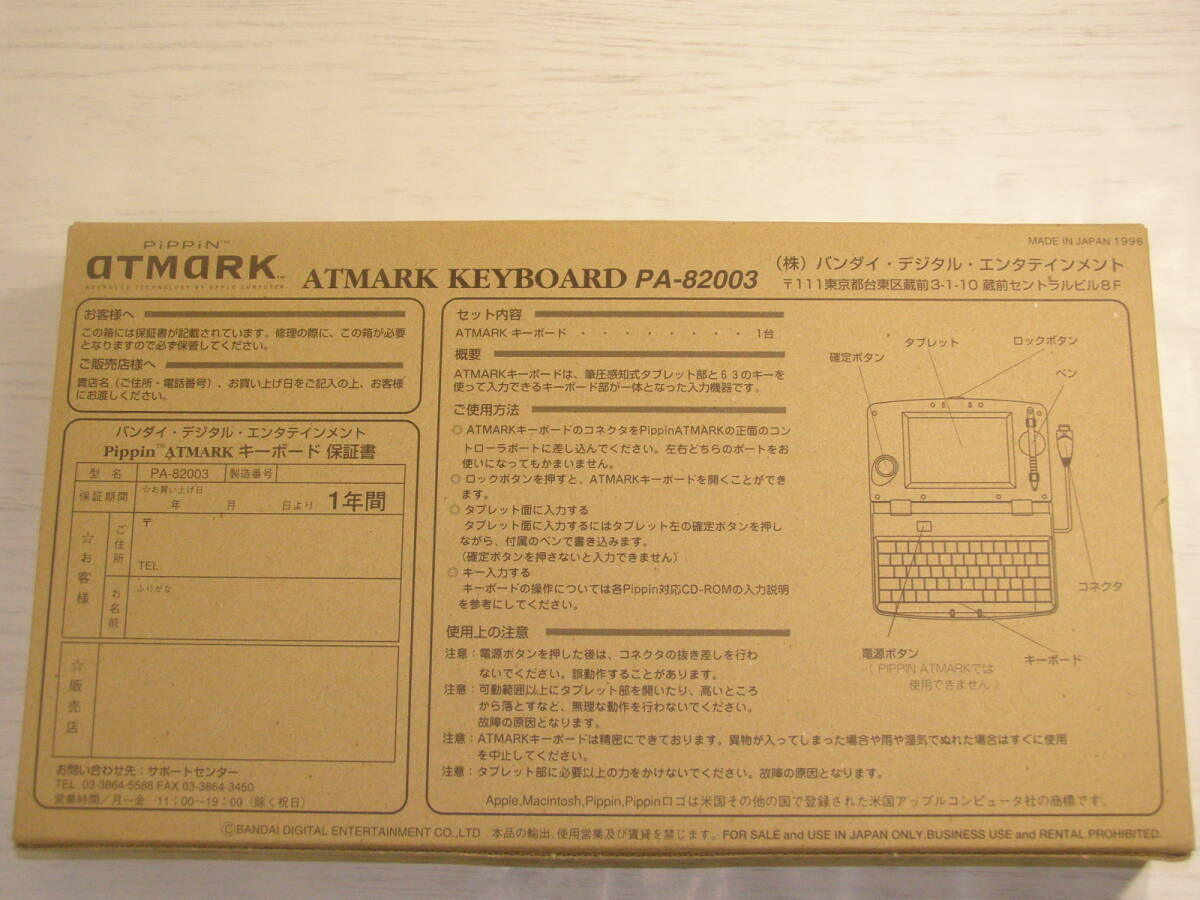 PiPPiN™
aTMaRK™
ADVANCED TECHNOLOGY BY APPLE COMPUTER
ATMARK KEYBOARD PA-82003
MADE IN JAPAN 1996
(株)バンダイ・デジタル・エンタテインメント
〒111東京都台東区蔵前3-1-10 蔵前セントラルビル8F
お客様へ
この箱には保証書が記載されています。修理の際に、この箱が必要
となりますので必ず保管してください。
ご販売店様へ
貴店名(ご住所・電話番号)、お買い上げ日をご記入の上、お客様
にお渡しください。
バンダイ・デジタル・エンタテインメント
Pippin™ATMARK キーボード 保証書
型 名 PA-82003 製造番号
保証期間 ☆お買い上げ日
年 月 日より 1年間
☆お客様
ご住所
〒
TEL
お名前
ふりがな
☆販売店
お問い合わせ先:サポートセンター
TEL 03-3864-5588 FAX 03-3864-3450
営業時間/月〜金 11:00〜19:00(除く祝日)
セット内容
ATMARK キーボード ・ ・ ・ ・ ・ ・ ・ ・ 1台
概要
ATMARKキーボードは、筆圧感知式タブレット部と63のキーを
使って入力できるキーボード部が一体となった入力機器です。
ご使用方法
◎ATMARKキーボードのコネクタをPippinATMARKの正面のコン
トローラポートに差し込んでください。左右どちらのポートをお
使いになってもかまいません。
◎ロックボタンを押すと、ATMARKキーボードを開くことができ
ます。
◎タブレット面に入力する
タブレット面に入力するにはタブレット左の確定ボタンを押し
ながら、付属のペンで書き込みます。
(確定ボタンを押さないと入力できません)
◎キー入力する
キーボードの操作については各Pippin対応CD-ROMの入力説明
を参考にしてください。
使用上の注意
注意:電源ボタンを押した後は、コネクタの抜き差しを行わ
ないでください。誤動作することがあります。
注意:可動範囲以上にタブレット部を開いたり、高いところ
から落とすなど、無理な動作を行わないでください。
故障の原因となります。
注意:ATMARKキーボードは精密にできております。異物が入ってしまった場合や雨や湿気でぬれた場合はすぐに使用
を中止してください。
注意:タブレット部に必要以上の力をかけないでください。故障の原因となります。
確定ボタン
タブレット
ロックボタン
ペン
コネクタ
電源ボタン
(PIPPIN ATMARKでは
使用できません)
キーボード
Apple,Macintosh,Pippin,Pippinロゴは米国その他の国で登録された米国アップルコンピュータ社の商標です。
©BANDAI DIGITAL ENTERTAINMENT CO.,LTD 本品の輸出,使用営業及び賃貸を禁じます。FOR SALE and USE IN JAPAN ONLY.BUSINESS USE and RENTAL PROHIBITED.